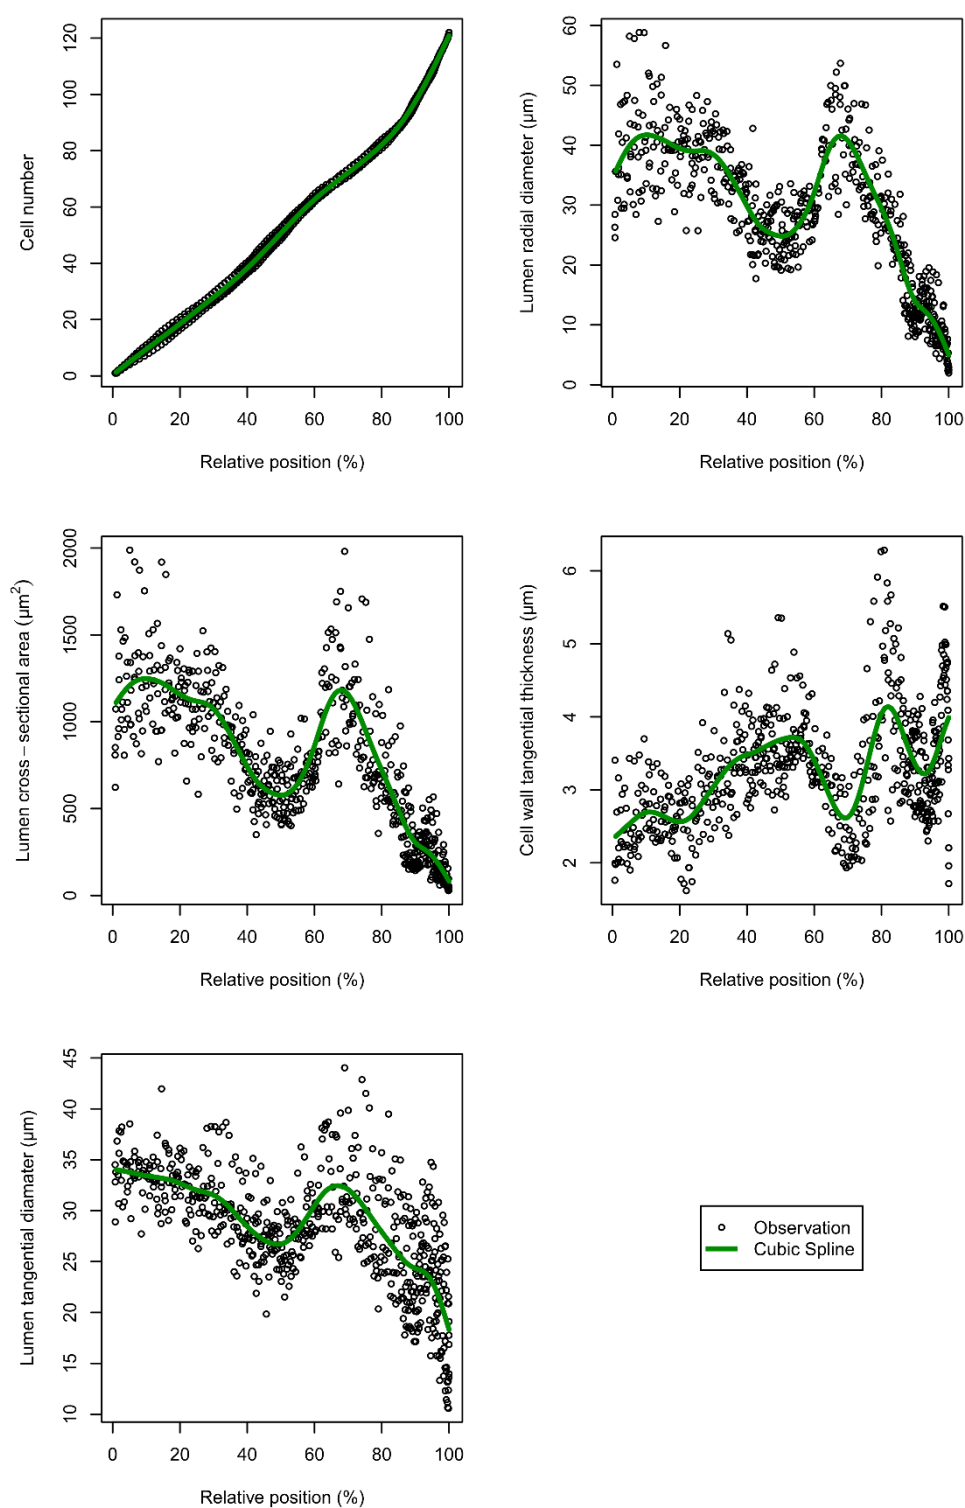 Cell number
120
100
80
60
40
20
0
0 20 40 60 80 100
Relative position (%)
Lumen radial diameter (μm)
60
50
40
30
20
10
0
0 20 40 60 80 100
Relative position (%)
Lumen cross – sectional area (μm²)
2000
1500
1000
500
0
0 20 40 60 80 100
Relative position (%)
Cell wall tangential thickness (μm)
6
5
4
3
2
0 20 40 60 80 100
Relative position (%)
Lumen tangential diamater (μm)
45
40
35
30
25
20
15
10
0 20 40 60 80 100
Relative position (%)
Observation
Cubic Spline